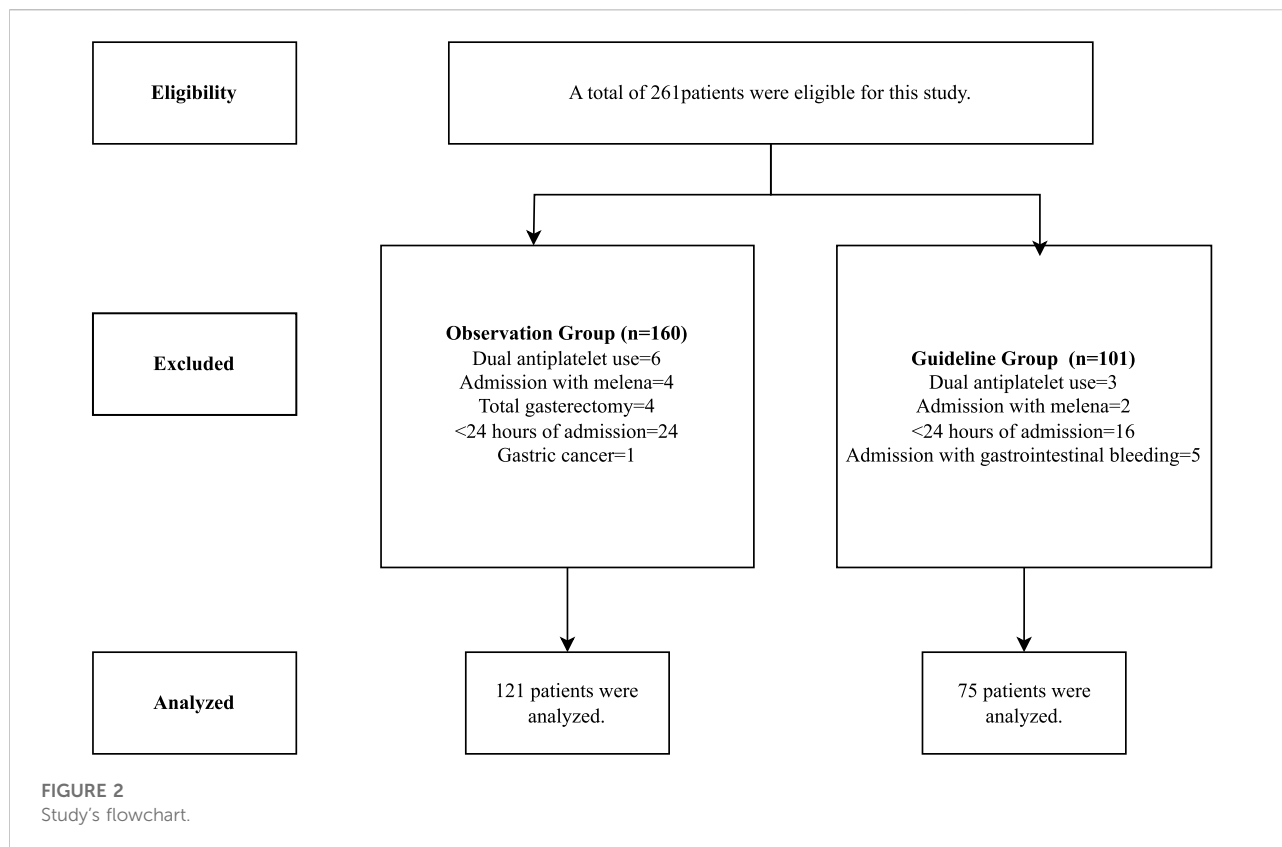 Eligibility
A total of 261patients were eligible for this study.
Excluded
Observation Group (n=160)
Dual antiplatelet use=6
Admission with melena=4
Total gasterectomy=4
<24 hours of admission=24
Gastric cancer=1
Guideline Group (n=101)
Dual antiplatelet use=3
Admission with melena=2
<24 hours of admission=16
Admission with gastrointestinal bleeding=5
Analyzed
121 patients were
analyzed.
75 patients were
analyzed.
FIGURE 2
Study's flowchart.